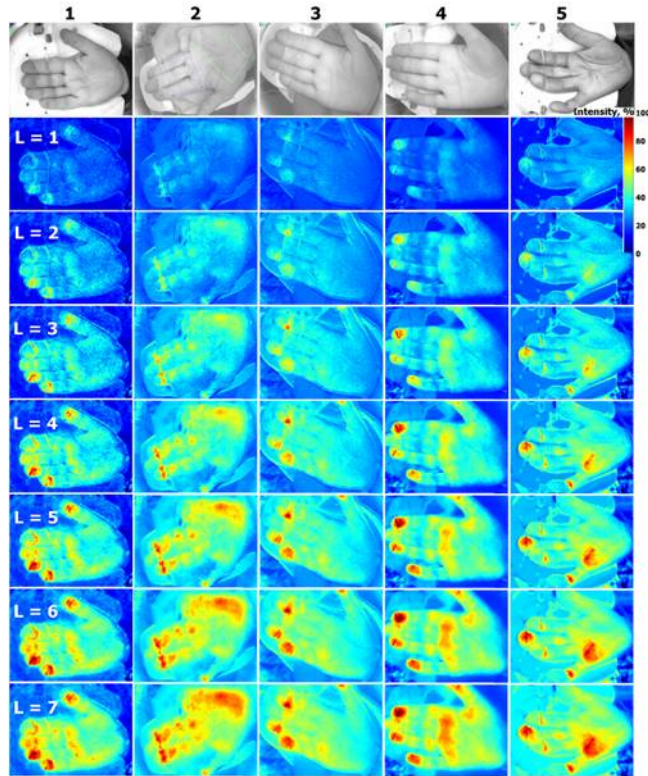 1 2 3 4 5
Intensity, %
100
80
60
40
20
0
L = 1
L = 2
L = 3
L = 4
L = 5
L = 6
L = 7